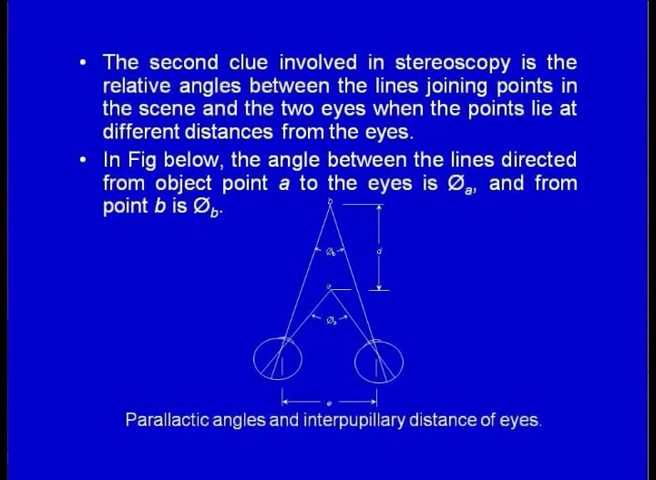 • The second clue involved in stereoscopy is the
relative angles between the lines joining points in
the scene and the two eyes when the points lie at
different distances from the eyes.
• In Fig below, the angle between the lines directed
from object point a to the eyes is Øa, and from
point b is Øb.
b
Øb
d
a
Øa
e
Parallactic angles and interpupillary distance of eyes.